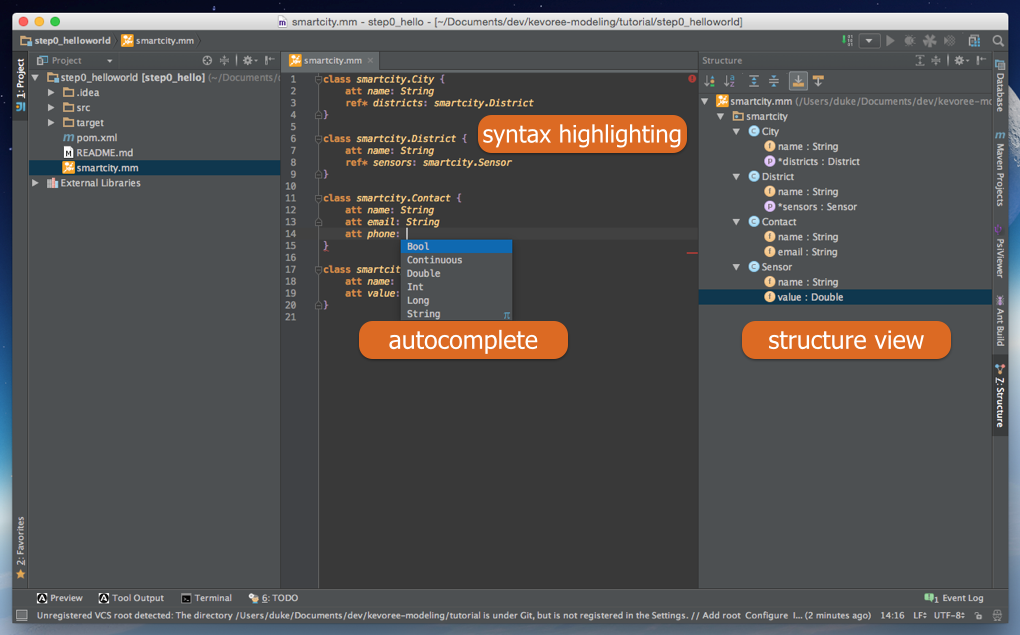 smartcity.mm - step0_hello - [~/Documents/dev/kevoree-modeling/tutorial/step0_helloworld]
step0_helloworld smartcity.mm
1: Project
Project
step0_helloworld [step0_hello] (~/Documents/
.idea
src
target
pom.xml
README.md
smartcity.mm
External Libraries
2: Favorites
smartcity.mm
1 class smartcity.City {
2 att name: String
3 ref* districts: smartcity.District
4 }
5
6 class smartcity.District {
7 att name: String
8 ref* sensors: smartcity.Sensor
9 }
10
11 class smartcity.Contact {
12 att name: String
13 att email: String
14 att phone:
15 }
16
17 class smartcit
18 att name:
19 att value:
20 }
21
Bool
Continuous
Double
Int
Long
String
π
syntax highlighting
autocomplete
structure view
Structure
smartcity.mm (/Users/duke/Documents/dev/kevoree-mo
smartcity
City
name : String
*districts : District
District
name : String
*sensors : Sensor
Contact
name : String
email : String
Sensor
name : String
value : Double
Database
Maven Projects
PsiViewer
Ant Build
Z: Structure
Preview Tool Output Terminal 6: TODO
1 Event Log
Unregistered VCS root detected: The directory /Users/duke/Documents/dev/kevoree-modeling/tutorial is under Git, but is not registered in the Settings. // Add root Configure I... (2 minutes ago) 14:16 LF UTF-8